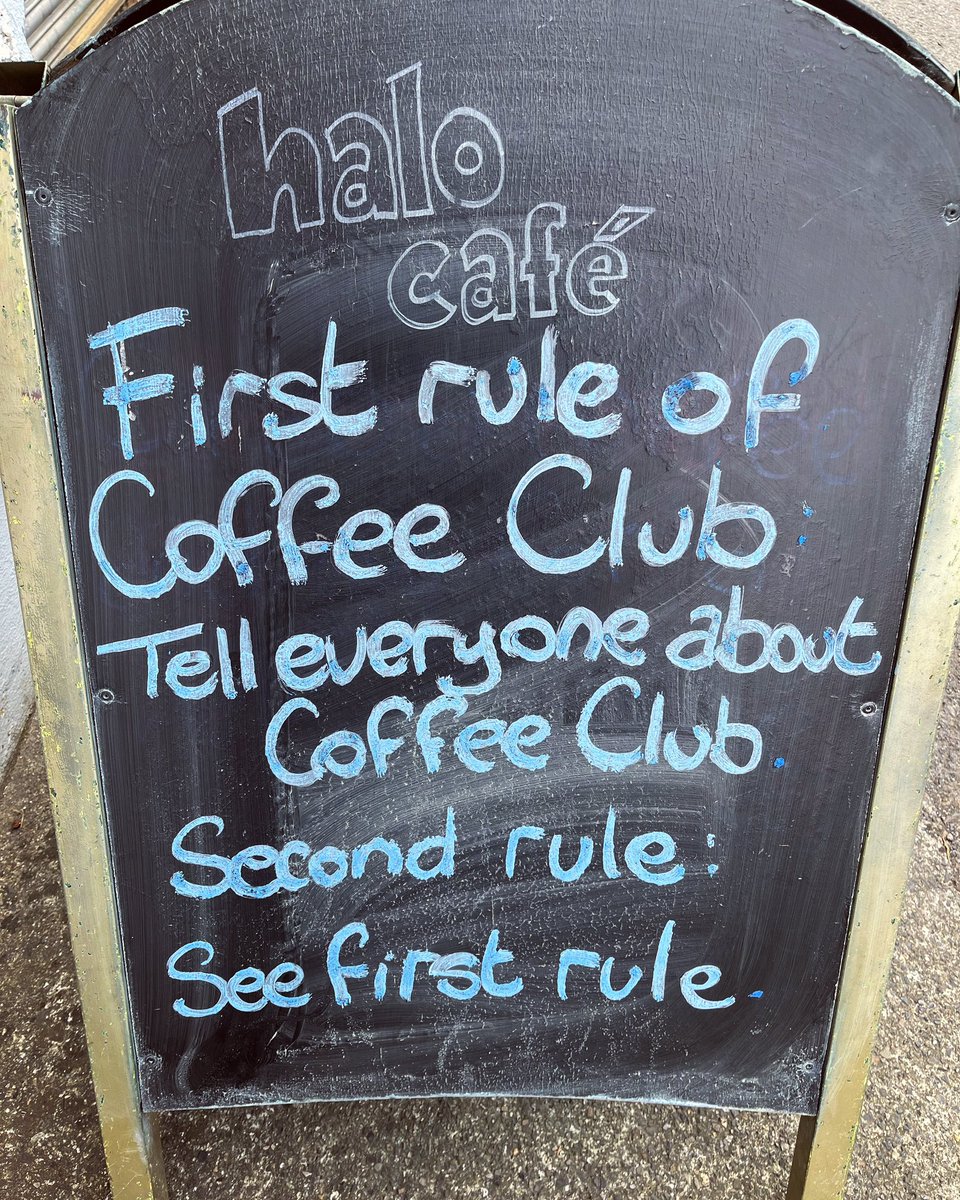 halo
café
First rule of
Coffee Club:
Tell everyone about
Coffee Club.
Second rule:
See first rule.